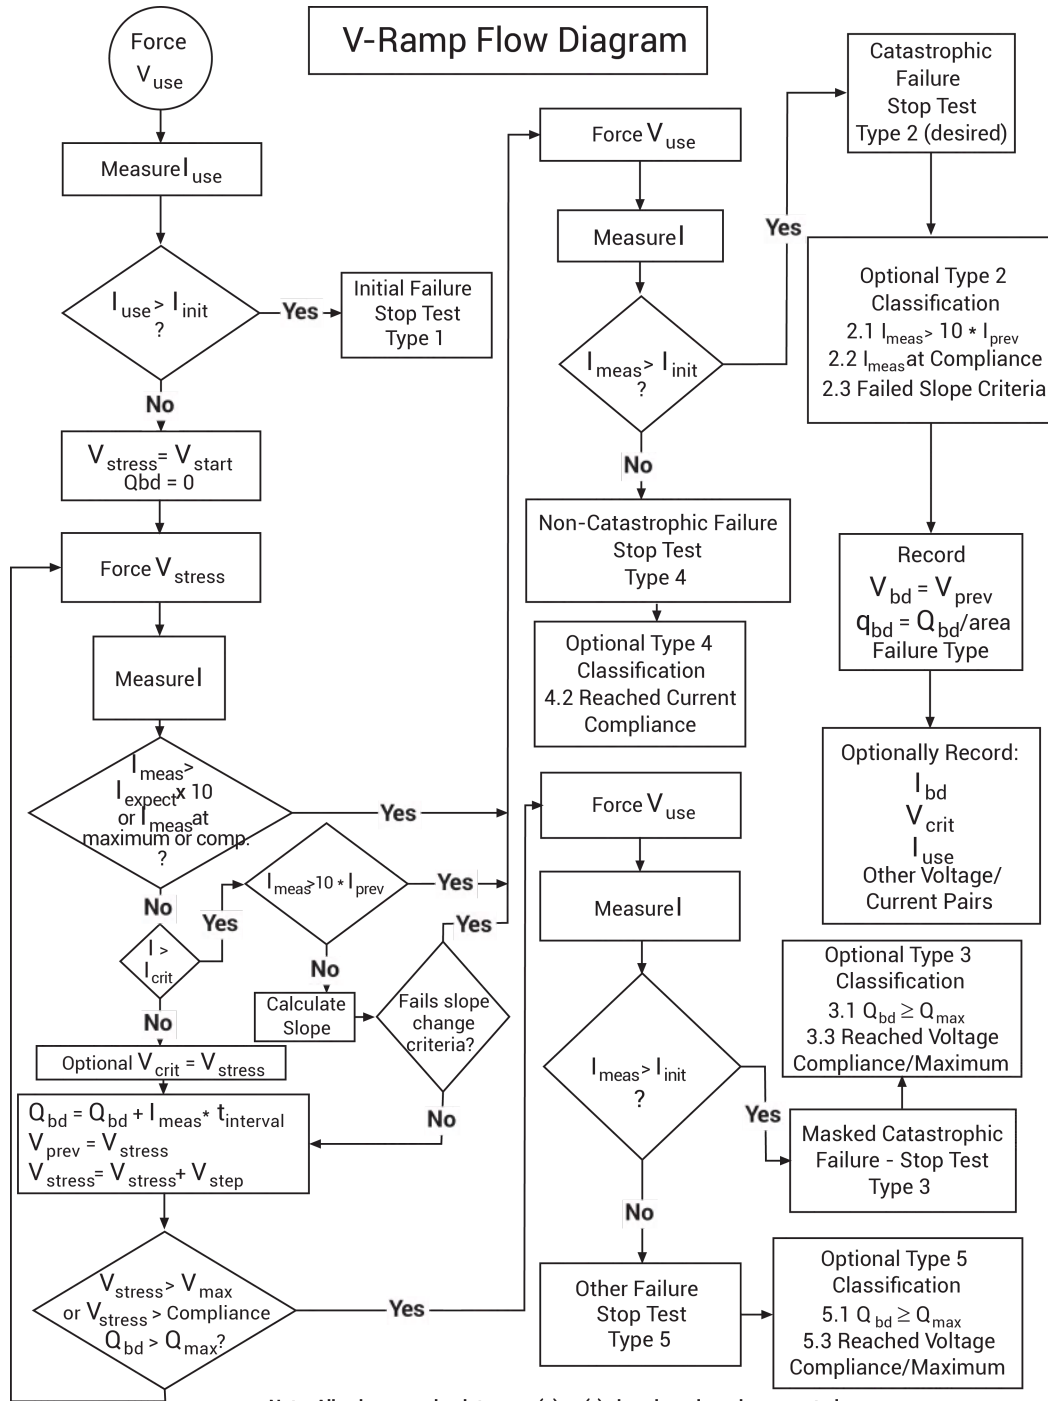 V-Ramp Flow Diagram
Force
V use
Measure I use
I use > I init
?
Yes
Initial Failure
Stop Test
Type 1
No
V stress = V start
Qbd = 0
Force V stress
Measure I
I meas >
I expect x 10
or I meas at
maximum or comp.
?
Yes
No
I >
I crit
Yes
I meas >10 * I prev
Yes
No
Calculate
Slope
Fails slope
change
criteria?
Yes
No
No
Optional V crit = V stress
Q bd = Q bd + I meas * t interval
V prev = V stress
V stress = V stress + V step
V stress > V max
or V stress > Compliance
Q bd > Q max ?
Yes
Force V use
Measure I
I meas > I init
?
Yes
No
Non-Catastrophic Failure
Stop Test
Type 4
Optional Type 4
Classification
4.2 Reached Current
Compliance
Catastrophic
Failure
Stop Test
Type 2 (desired)
Optional Type 2
Classification
2.1 I meas > 10 * I prev
2.2 I meas at Compliance
2.3 Failed Slope Criteria
Record
V bd = V prev
q bd = Q bd /area
Failure Type
Optionally Record:
I bd
V crit
I use
Other Voltage/
Current Pairs
Force V use
Measure I
I meas > I init
?
Yes
No
Masked Catastrophic
Failure - Stop Test
Type 3
Optional Type 3
Classification
3.1 Q bd ≥ Q max
3.3 Reached Voltage
Compliance/Maximum
Other Failure
Stop Test
Type 5
Optional Type 5
Classification
5.1 Q bd ≥ Q max
5.3 Reached Voltage
Compliance/Maximum